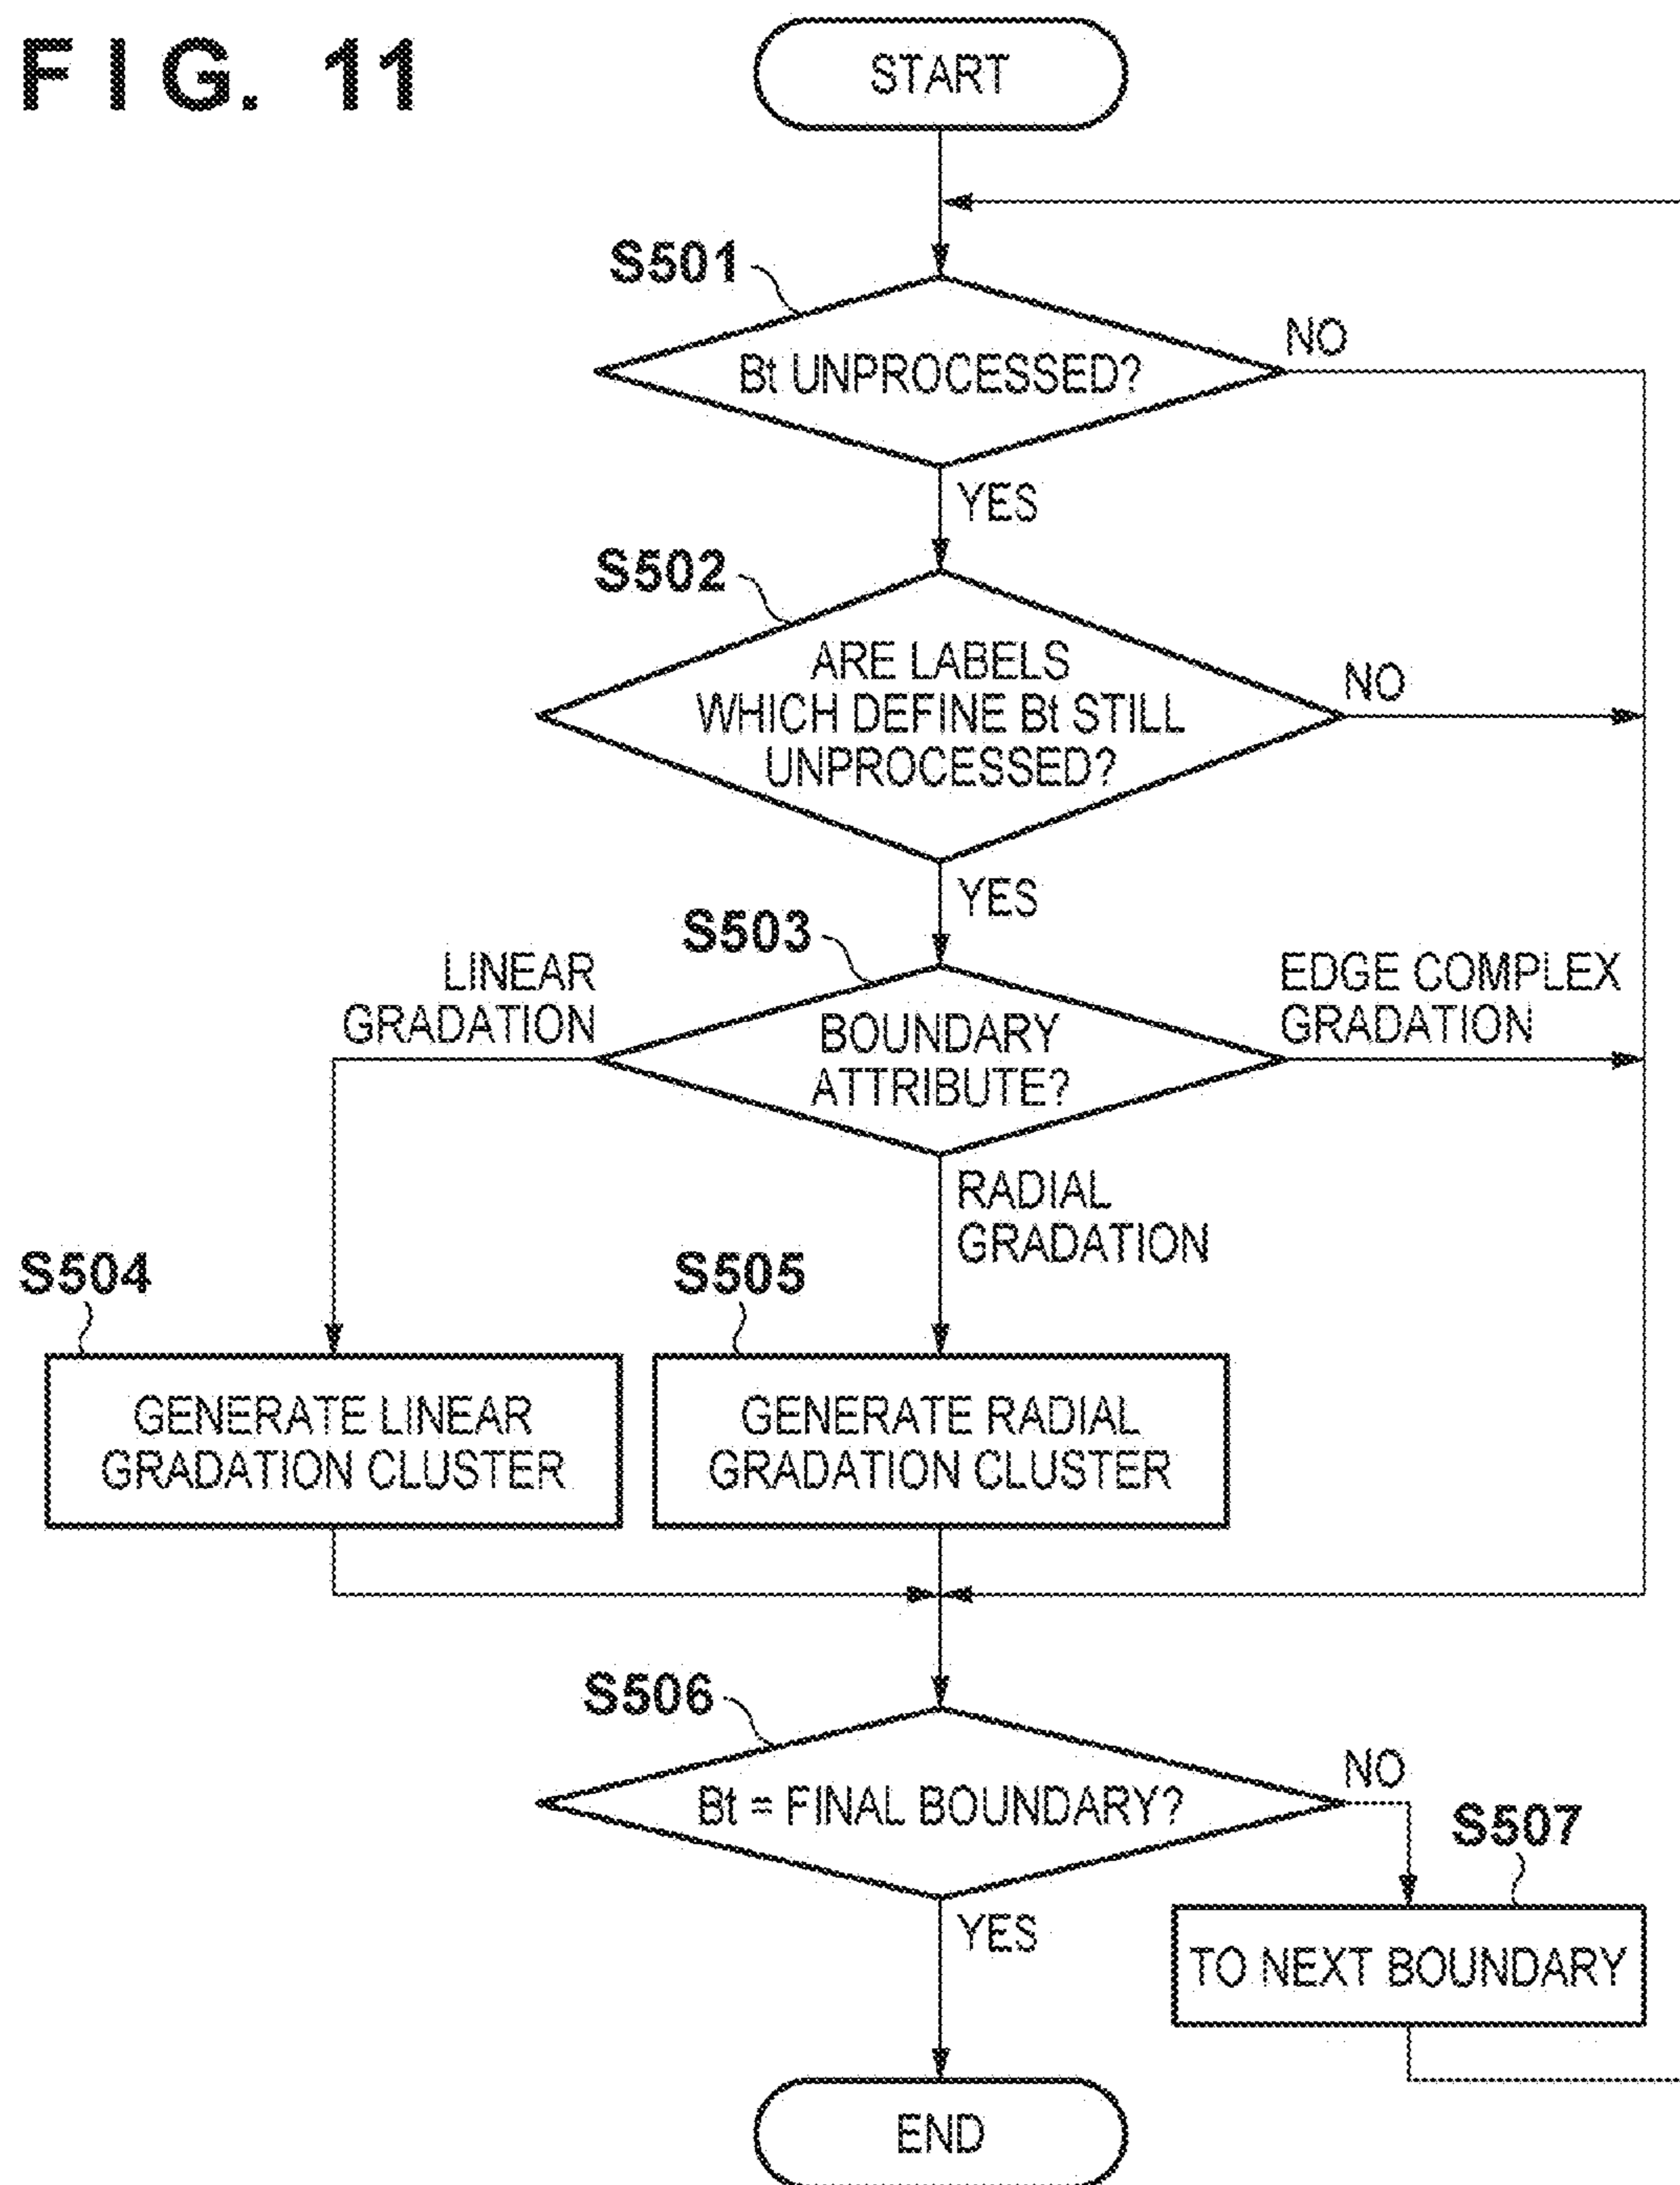 FIG. 11
START
S501
Bt UNPROCESSED?
NO
YES
S502
ARE LABELS
WHICH DEFINE Bt STILL
UNPROCESSED?
NO
YES
S503
LINEAR
GRADATION
BOUNDARY
ATTRIBUTE?
EDGE COMPLEX
GRADATION
RADIAL
GRADATION
S504
GENERATE LINEAR
GRADATION CLUSTER
S505
GENERATE RADIAL
GRADATION CLUSTER
S506
Bt = FINAL BOUNDARY?
NO
YES
S507
TO NEXT BOUNDARY
END